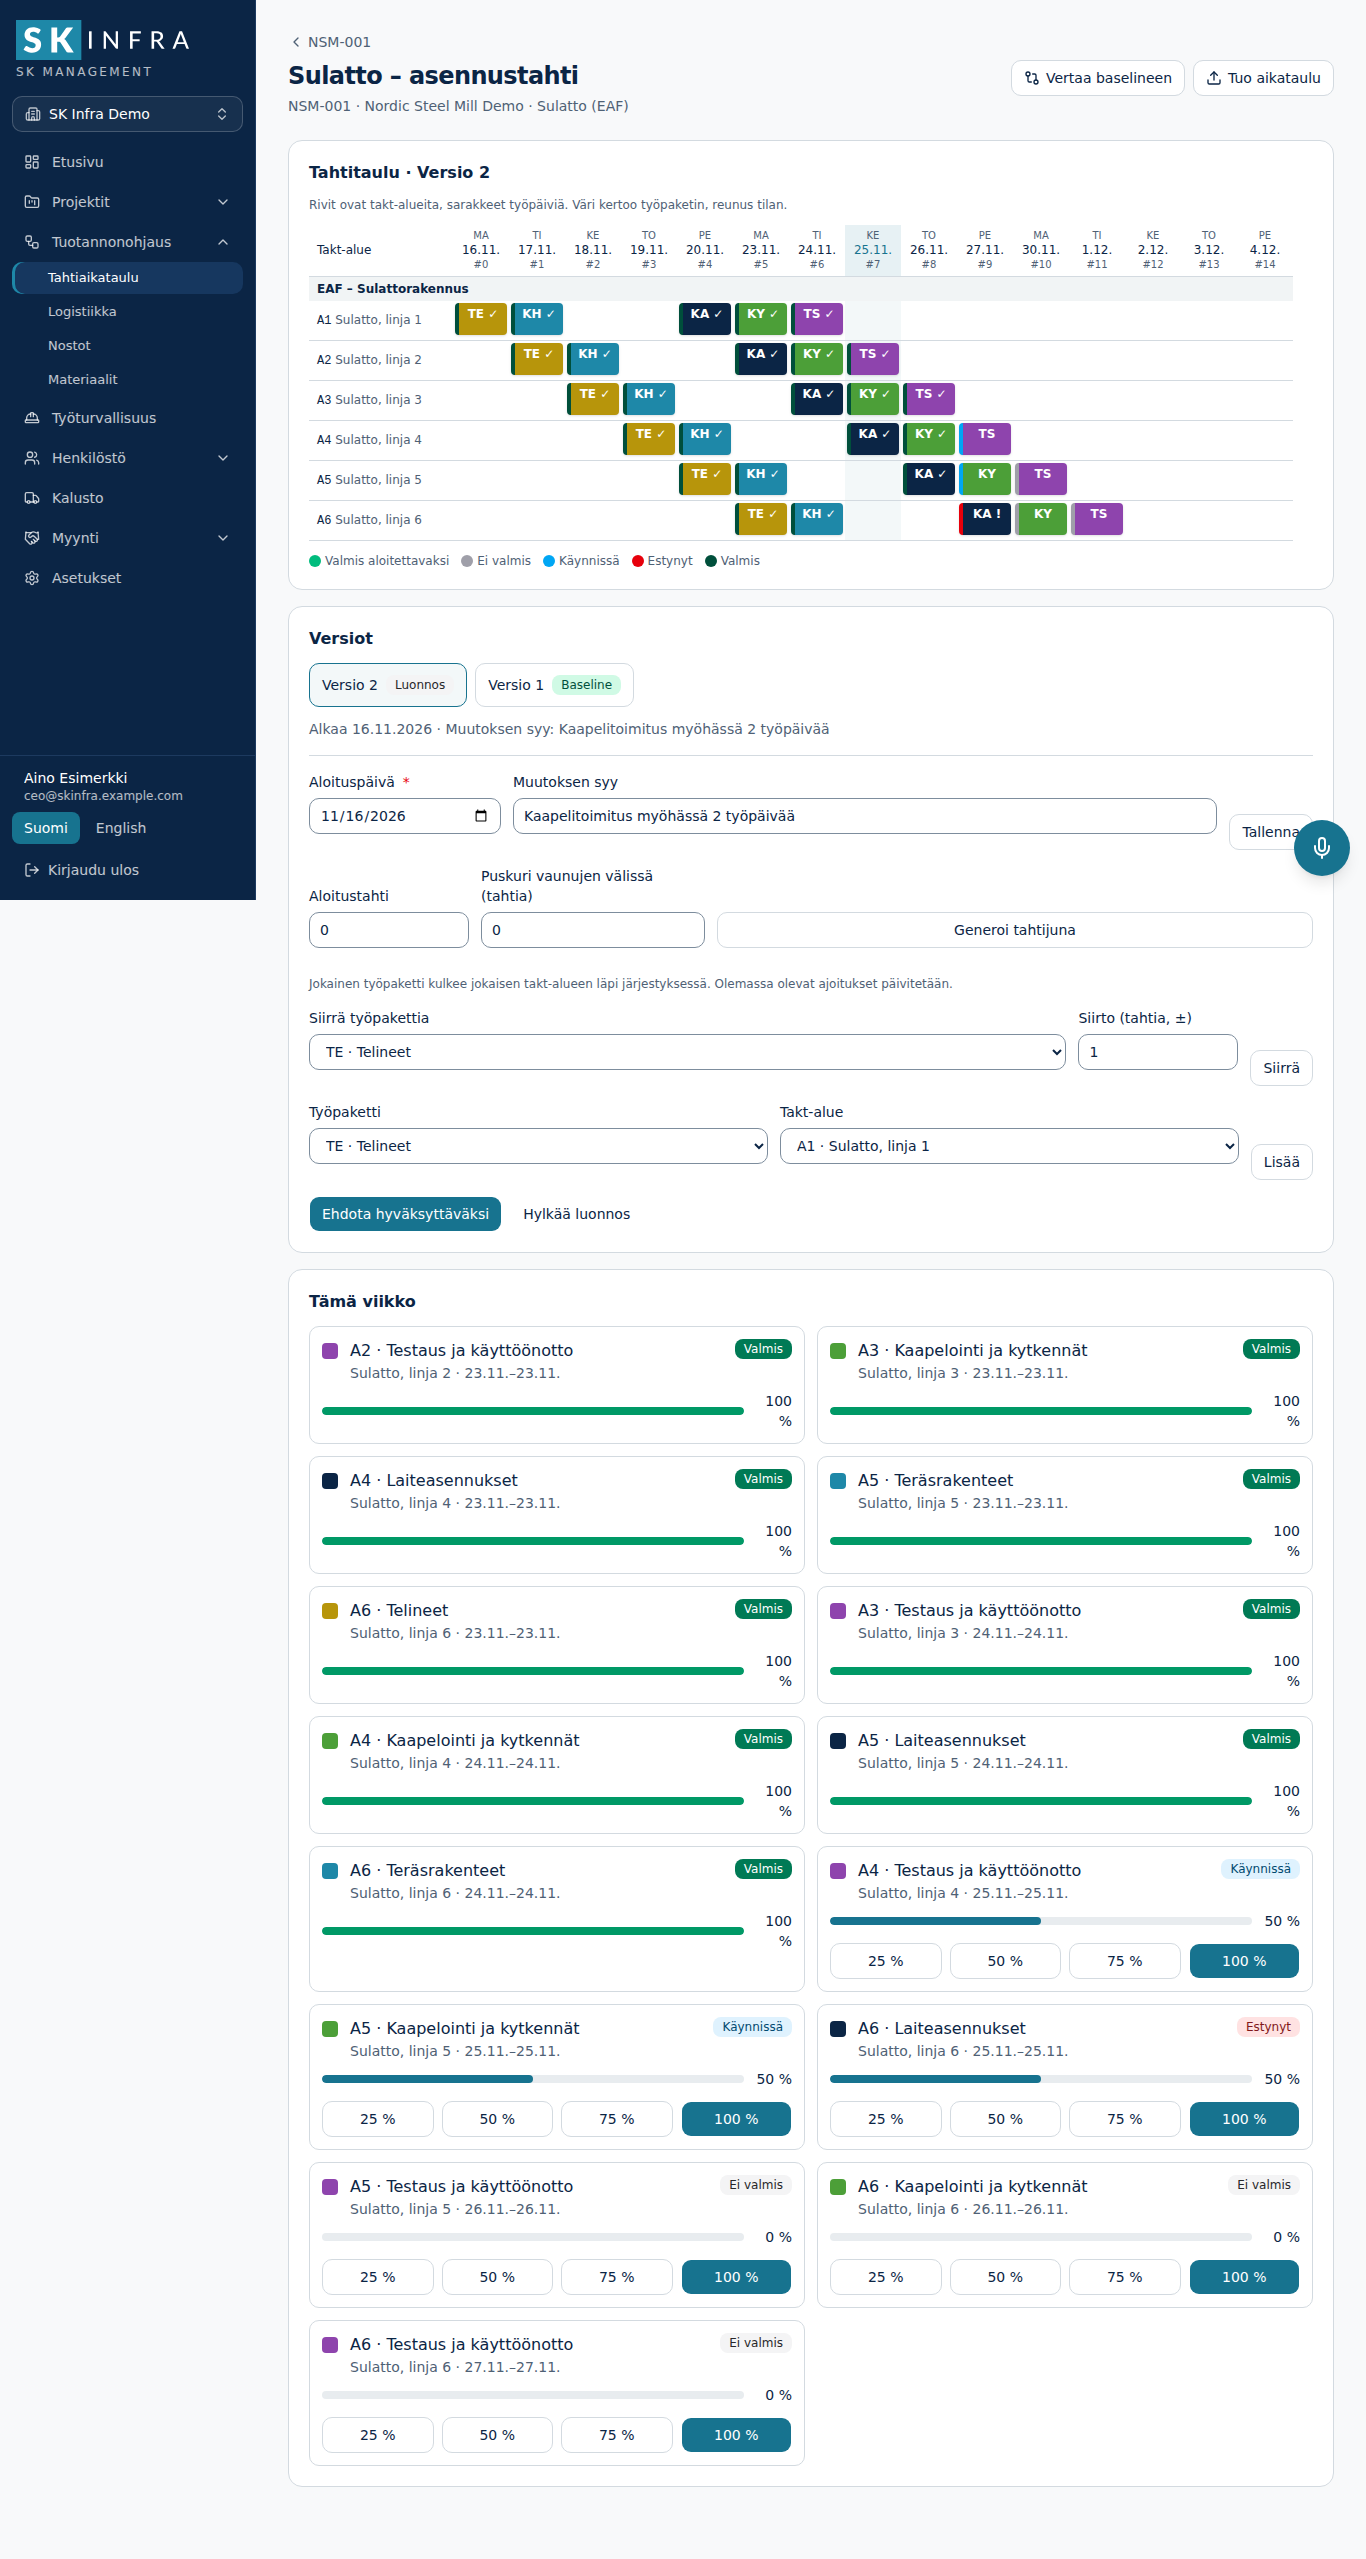 SK INFRA
SK MANAGEMENT
SK Infra Demo
Etusivu
Projektit
Tuotannonohjaus
Tahtiaikataulu
Logistiikka
Nostot
Materiaalit
Työturvallisuus
Henkilöstö
Kalusto
Myynti
Asetukset
Aino Esimerkki
ceo@skinfra.example.com
Suomi English
Kirjaudu ulos
NSM-001
Sulatto – asennustahti
NSM-001 · Nordic Steel Mill Demo · Sulatto (EAF)
Vertaa baselineen Tuo aikataulu
Tahtitaulu · Versio 2
Rivit ovat takt-alueita, sarakkeet työpäiviä. Väri kertoo työpaketin, reunus tilan.
MA TI KE TO PE MA TI KE TO PE MA TI KE TO PE
Takt-alue 16.11. 17.11. 18.11. 19.11. 20.11. 23.11. 24.11. 25.11. 26.11. 27.11. 30.11. 1.12. 2.12. 3.12. 4.12.
#0 #1 #2 #3 #4 #5 #6 #7 #8 #9 #10 #11 #12 #13 #14
EAF – Sulattorakennus
A1 Sulatto, linja 1 TE ✓ KH ✓ KA ✓ KY ✓ TS ✓
A2 Sulatto, linja 2 TE ✓ KH ✓ KA ✓ KY ✓ TS ✓
A3 Sulatto, linja 3 TE ✓ KH ✓ KA ✓ KY ✓ TS ✓
A4 Sulatto, linja 4 TE ✓ KH ✓ KA ✓ KY ✓ TS
A5 Sulatto, linja 5 TE ✓ KH ✓ KA ✓ KY TS
A6 Sulatto, linja 6 TE ✓ KH ✓ KA ! KY TS
Valmis aloitettavaksi Ei valmis Käynnissä Estynyt Valmis
Versiot
Versio 2 Luonnos Versio 1 Baseline
Alkaa 16.11.2026 · Muutoksen syy: Kaapelitoimitus myöhässä 2 työpäivää
Aloituspäivä * Muutoksen syy
11/16/2026 Kaapelitoimitus myöhässä 2 työpäivää
Tallenna
Puskuri vaunujen välissä
Aloitustahti (tahtia)
0 0 Generoi tahtijuna
Jokainen työpaketti kulkee jokaisen takt-alueen läpi järjestyksessä. Olemassa olevat ajoitukset päivitetään.
Siirrä työpakettia Siirto (tahtia, ±)
TE · Telineet 1
Siirrä
Työpaketti Takt-alue
TE · Telineet A1 · Sulatto, linja 1
Lisää
Ehdota hyväksyttäväksi Hylkää luonnos
Tämä viikko
A2 · Testaus ja käyttöönotto Valmis
Sulatto, linja 2 · 23.11.–23.11.
100
%
A3 · Kaapelointi ja kytkennät Valmis
Sulatto, linja 3 · 23.11.–23.11.
100
%
A4 · Laiteasennukset Valmis
Sulatto, linja 4 · 23.11.–23.11.
100
%
A5 · Teräsrakenteet Valmis
Sulatto, linja 5 · 23.11.–23.11.
100
%
A6 · Telineet Valmis
Sulatto, linja 6 · 23.11.–23.11.
100
%
A3 · Testaus ja käyttöönotto Valmis
Sulatto, linja 3 · 24.11.–24.11.
100
%
A4 · Kaapelointi ja kytkennät Valmis
Sulatto, linja 4 · 24.11.–24.11.
100
%
A5 · Laiteasennukset Valmis
Sulatto, linja 5 · 24.11.–24.11.
100
%
A6 · Teräsrakenteet Valmis
Sulatto, linja 6 · 24.11.–24.11.
100
%
A4 · Testaus ja käyttöönotto Käynnissä
Sulatto, linja 4 · 25.11.–25.11.
50 %
25 % 50 % 75 % 100 %
A5 · Kaapelointi ja kytkennät Käynnissä
Sulatto, linja 5 · 25.11.–25.11.
50 %
25 % 50 % 75 % 100 %
A6 · Laiteasennukset Estynyt
Sulatto, linja 6 · 25.11.–25.11.
50 %
25 % 50 % 75 % 100 %
A5 · Testaus ja käyttöönotto Ei valmis
Sulatto, linja 5 · 26.11.–26.11.
0 %
25 % 50 % 75 % 100 %
A6 · Kaapelointi ja kytkennät Ei valmis
Sulatto, linja 6 · 26.11.–26.11.
0 %
25 % 50 % 75 % 100 %
A6 · Testaus ja käyttöönotto Ei valmis
Sulatto, linja 6 · 27.11.–27.11.
0 %
25 % 50 % 75 % 100 %